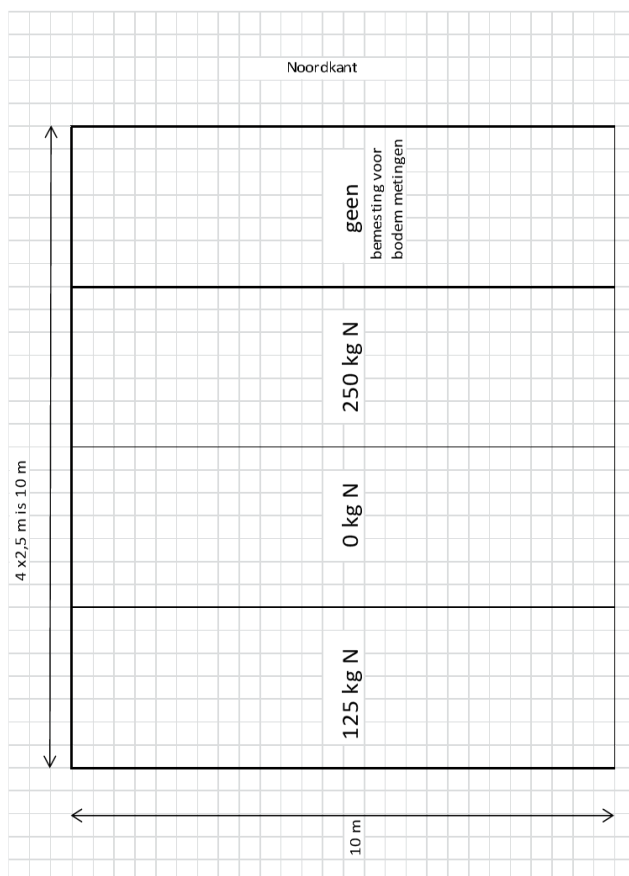 Noordkant
geen
bemesting voor
bodem metingen
250 kg N
0 kg N
125 kg N
4 x2,5 m is 10 m
10 m